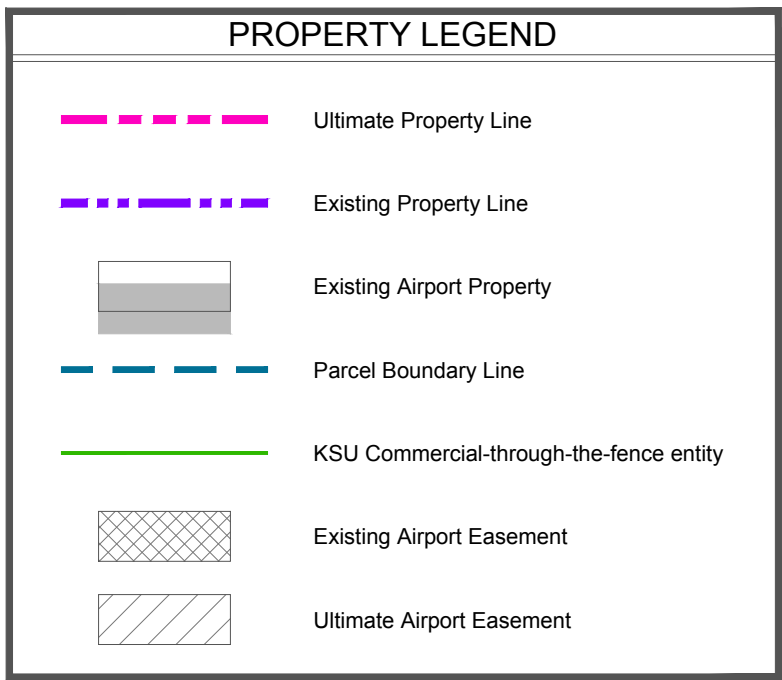 PROPERTY LEGEND
Ultimate Property Line
Existing Property Line
Existing Airport Property
Parcel Boundary Line
KSU Commercial-through-the-fence entity
Existing Airport Easement
Ultimate Airport Easement